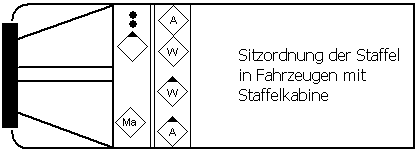 A
W
W
A
Ma
Sitzordnung der Staffel
in Fahrzeugen mit
Staffelkabine